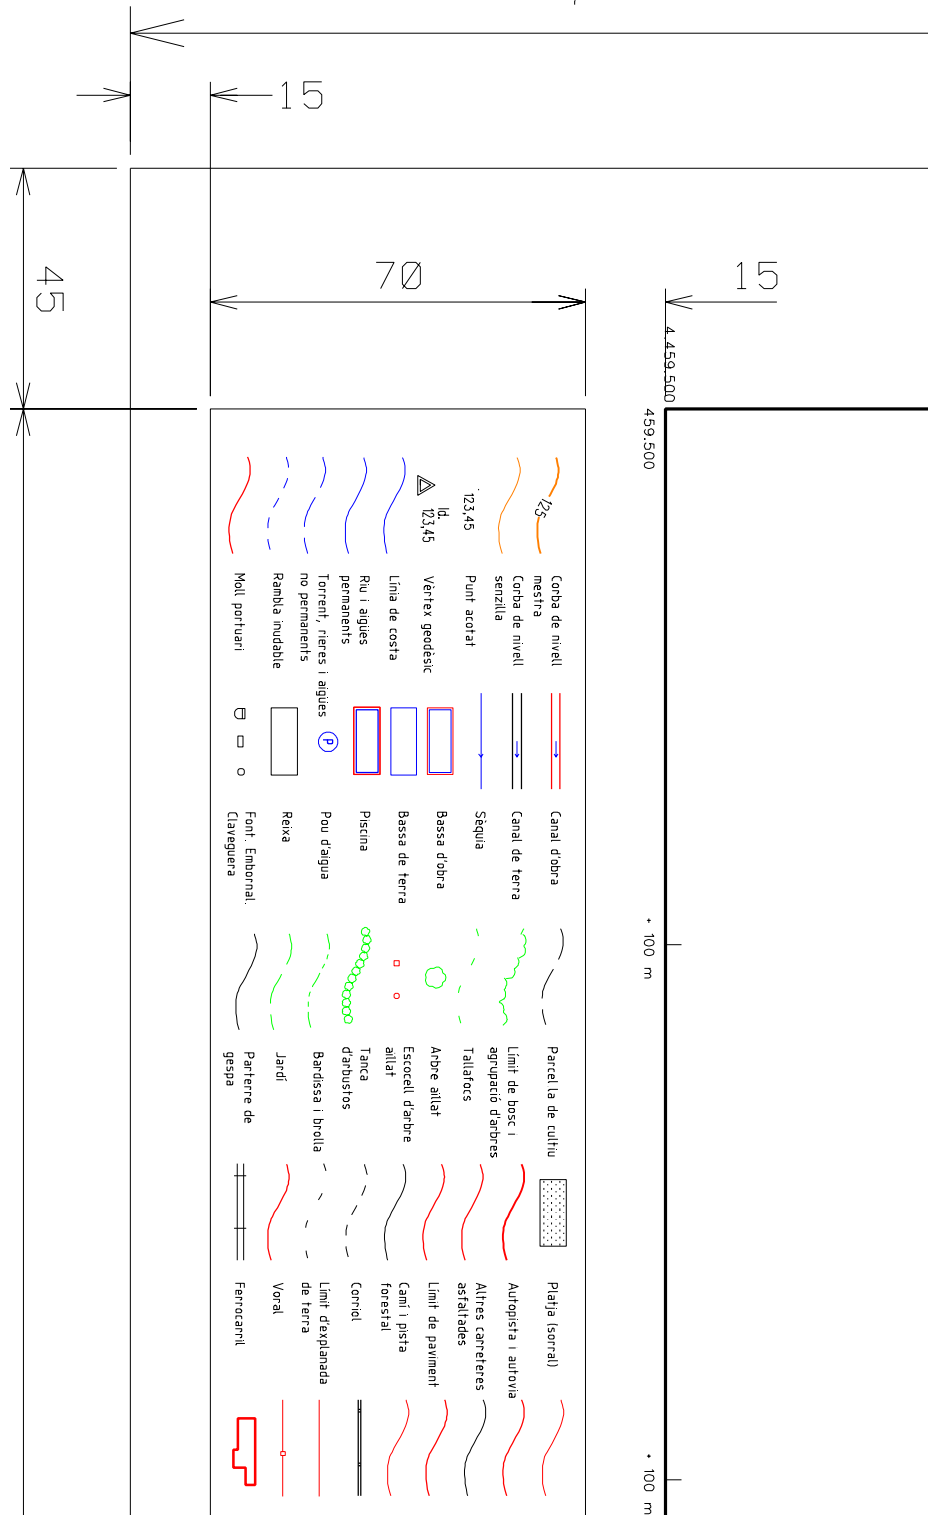 15
45
70
15
4.459.500
459.500
Corba de nivell
mestra
125
Corba de nivell
senzilla
123,45
Punt acotat
Id.
123,45
Vèrtex geodèsic
Línia de costa
Riu i aigües
permanents
Torrent, rieres i aigües
no permanents
Rambla inudable
Moll portuari
Canal d'obra
Canal de terra
Sèquia
Bassa d'obra
Bassa de terra
Piscina
P
Pou d'aigua
Reixa
Font. Embornal.
Claveguera
Parcel la de cultiu
Límit de bosc i
agrupació d'arbres
Tallafocs
Arbre aïllat
Escocell d'arbre
aïllat
Tanca
d'arbustos
Bardissa i brolla
Jardí
Parterre de
gespa
Platja (sorral)
Autopista i autovia
Altres carreteres
asfaltades
Límit de paviment
Camí i pista
forestal
Corriol
Límit d'explanada
de terra
Voral
Ferrocarril
+ 100 m
+ 100 m